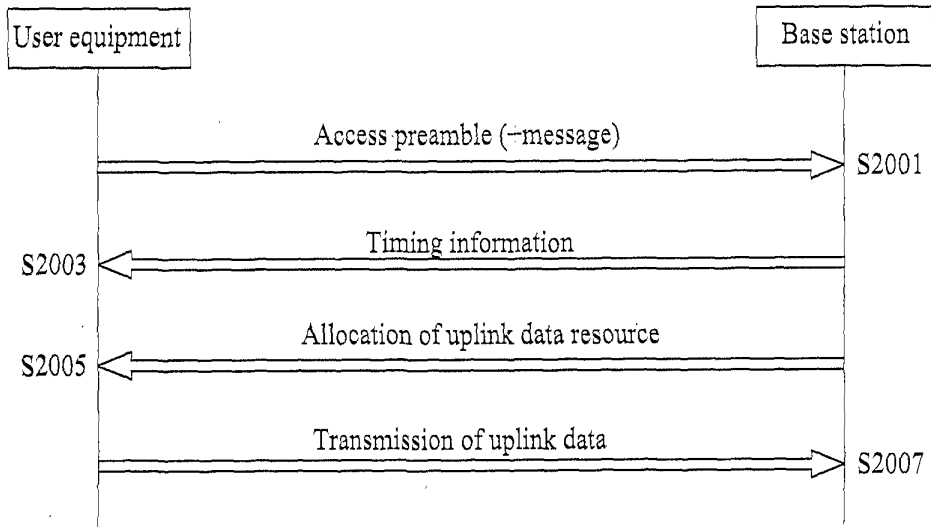 User equipment
Base station
Access preamble (+message)
S2001
Timing information
S2003
Allocation of uplink data resource
S2005
Transmission of uplink data
S2007